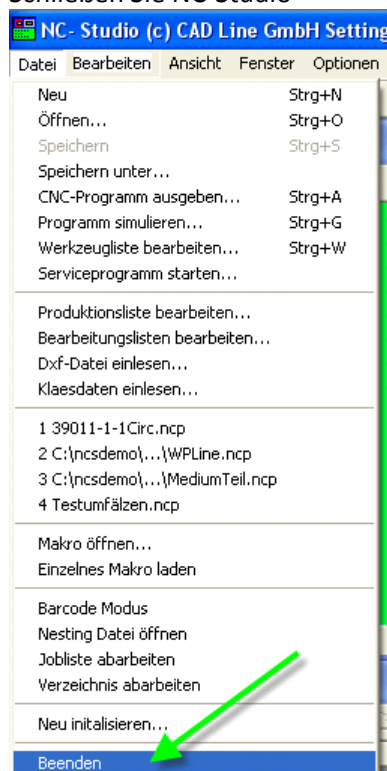 Schließen Sie NC Studio
NC- Studio (c) CAD Line GmbH Setting
Datei Bearbeiten Ansicht Fenster Optionen
Neu Strg+N
Öffnen... Strg+O
Speichern Strg+S
Speichern unter...
CNC-Programm ausgeben... Strg+A
Programm simulieren... Strg+G
Werkzeugliste bearbeiten... Strg+W
Serviceprogramm starten...
Produktionsliste bearbeiten...
Bearbeitungslisten bearbeiten...
Dxf-Datei einlesen...
Klaesdaten einlesen...
1 39011-1-1Circ.ncp
2 C:\ncsdemo\...\WPLine.ncp
3 C:\ncsdemo\...\MediumTeil.ncp
4 Testumfälzen.ncp
Makro öffnen...
Einzelnes Makro laden
Barcode Modus
Nesting Datei öffnen
Jobliste abarbeiten
Verzeichnis abarbeiten
Neu initalisieren...
Beenden